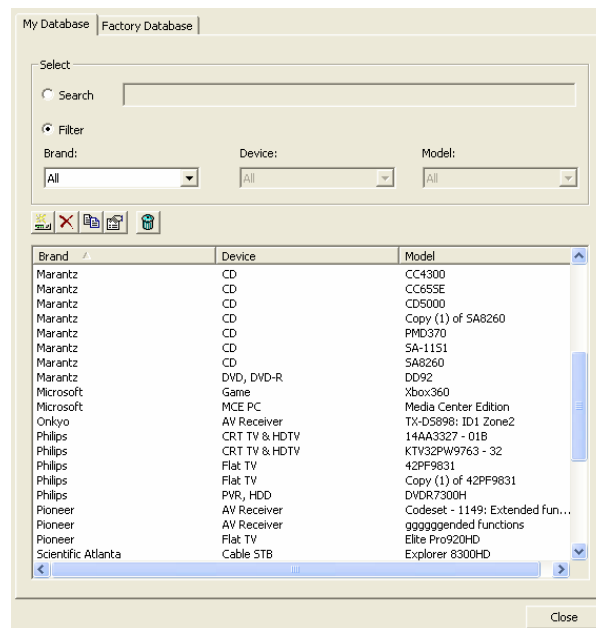 My Database Factory Database
Select
Search
Filter
Brand: Device: Model:
All All All
Brand Device Model
Marantz CD CC4300
Marantz CD CC65SE
Marantz CD CD5000
Marantz CD Copy (1) of SA8260
Marantz CD PMD370
Marantz CD SA-11S1
Marantz CD SA8260
Marantz DVD, DVD-R DD92
Microsoft Game Xbox360
Microsoft MCE PC Media Center Edition
Onkyo AV Receiver TX-DS898: ID1 Zone2
Philips CRT TV & HDTV 14AA3327 - 01B
Philips CRT TV & HDTV KTV32PW9763 - 32
Philips Flat TV 42PF9831
Philips Flat TV Copy (1) of 42PF9831
Philips PVR, HDD DVDR7300H
Pioneer AV Receiver Codeset - 1149: Extended fun...
Pioneer AV Receiver ggggggended functions
Pioneer Flat TV Elite Pro920HD
Scientific Atlanta Cable STB Explorer 8300HD
Close